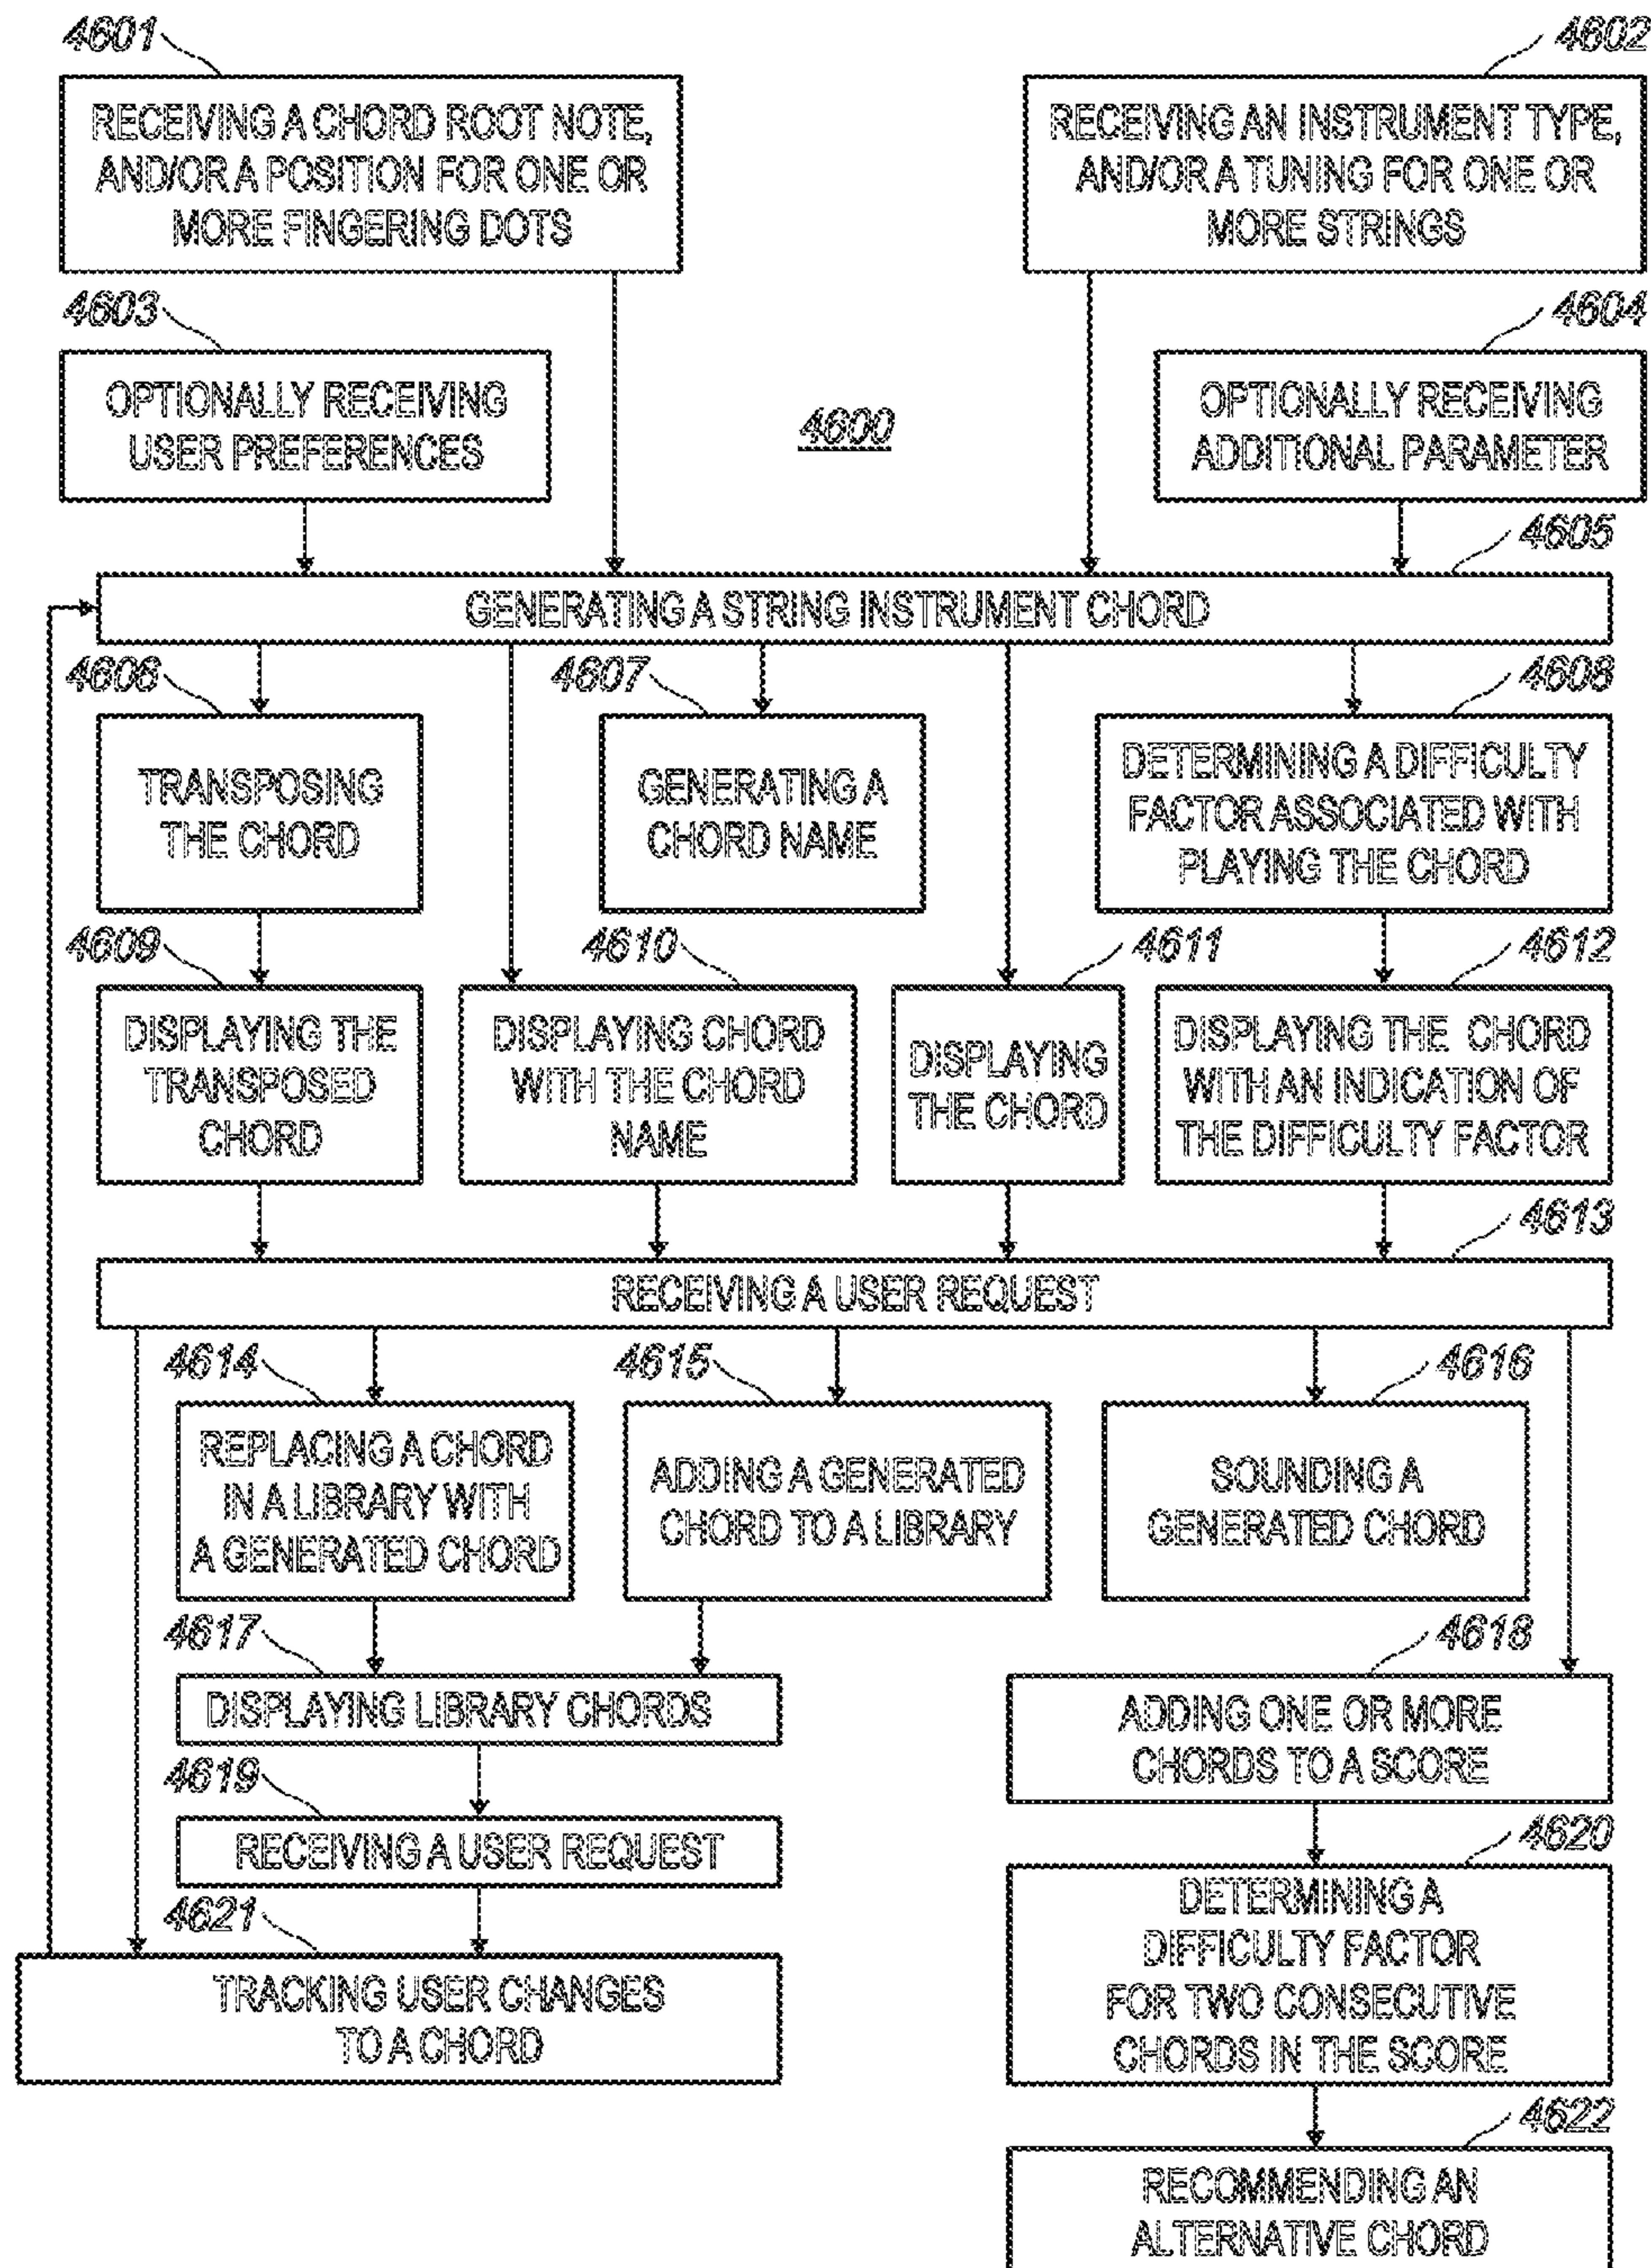 4601
4602
RECEIVING A CHORD ROOT NOTE,
AND/OR A POSITION FOR ONE OR
MORE FINGERING DOTS
RECEIVING AN INSTRUMENT TYPE,
AND/OR A TUNING FOR ONE OR
MORE STRINGS
4603
4604
OPTIONALLY RECEIVING
USER PREFERENCES
4600
OPTIONALLY RECEIVING
ADDITIONAL PARAMETER
4605
GENERATING A STRING INSTRUMENT CHORD
4606
4607
4608
TRANSPOSING
THE CHORD
GENERATING A
CHORD NAME
DETERMINING A DIFFICULTY
FACTOR ASSOCIATED WITH
PLAYING THE CHORD
4609
4610
4611
4612
DISPLAYING THE
TRANSPOSED
CHORD
DISPLAYING CHORD
WITH THE CHORD
NAME
DISPLAYING
THE CHORD
DISPLAYING THE CHORD
WITH AN INDICATION OF
THE DIFFICULTY FACTOR
4613
RECEIVING A USER REQUEST
4614
4615
4616
REPLACING A CHORD
IN A LIBRARY WITH
A GENERATED CHORD
ADDING A GENERATED
CHORD TO A LIBRARY
SOUNDING A
GENERATED CHORD
4617
4618
DISPLAYING LIBRARY CHORDS
ADDING ONE OR MORE
CHORDS TO A SCORE
4619
4620
RECEIVING A USER REQUEST
DETERMINING A
DIFFICULTY FACTOR
FOR TWO CONSECUTIVE
CHORDS IN THE SCORE
4621
TRACKING USER CHANGES
TO A CHORD
4622
RECOMMENDING AN
ALTERNATIVE CHORD